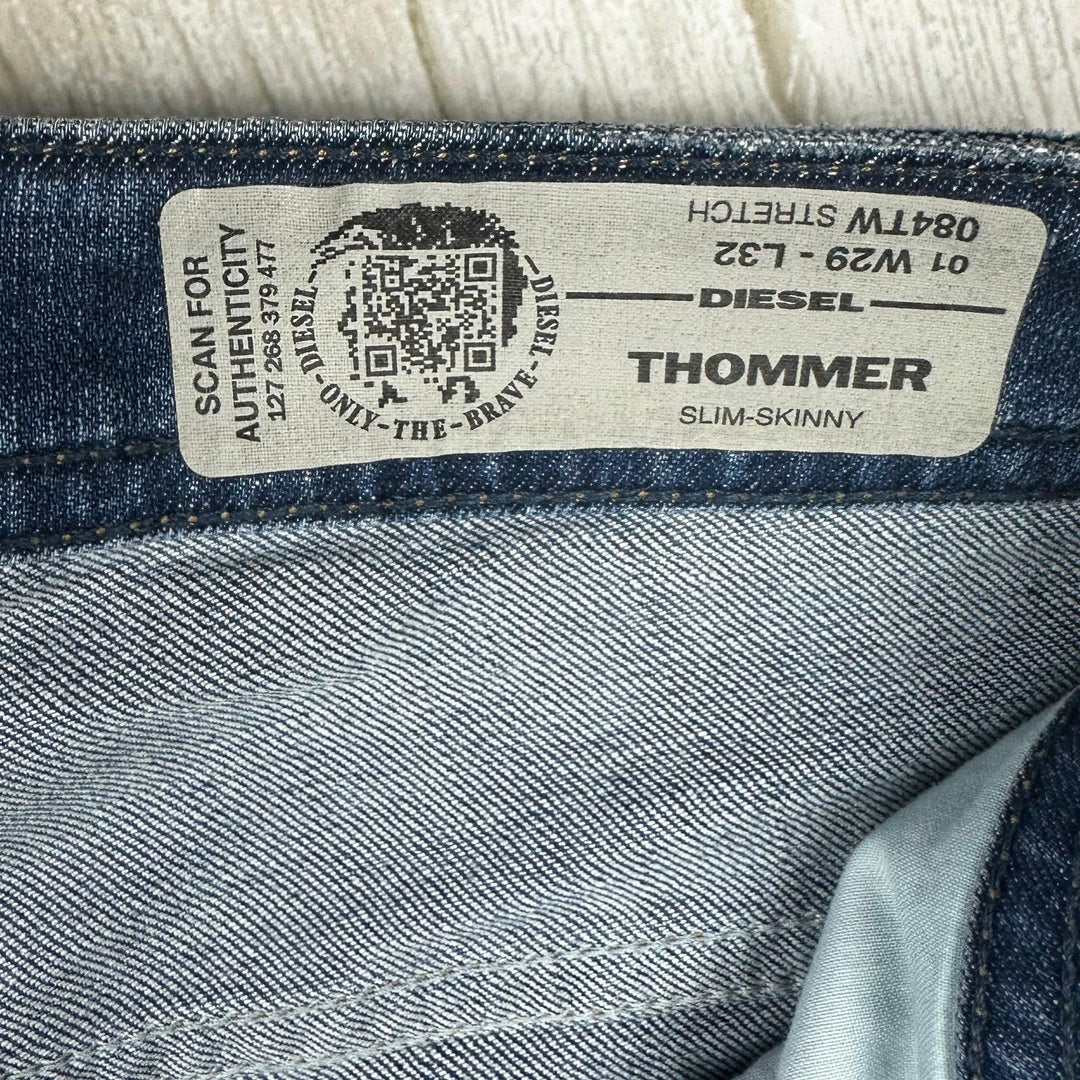 SCAN FOR
AUTHENTICITY
127 268 379 477
DIESEL-ONLY-THE-BRAVE-DIESEL-
084TW STRETCH
01 W29 - L32
DIESEL
THOMMER
SLIM-SKINNY